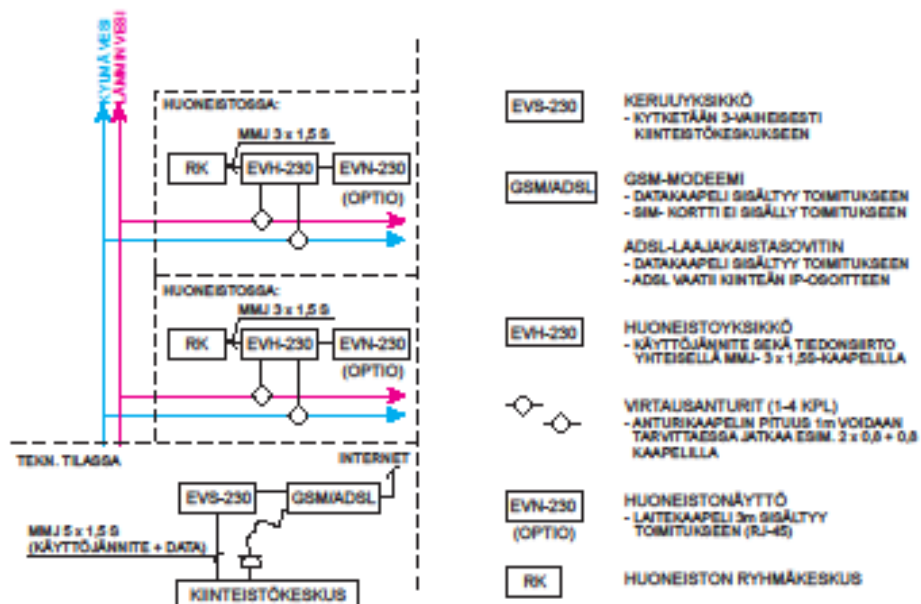 KYLMÄ VESI
LÄMMIN VESI
HUONEISTOSSA:
MMJ 3 x 1,5 S
RK
EVH-230
EVN-230
(OPTIO)
HUONEISTOSSA:
MMJ 3 x 1,5 S
RK
EVH-230
EVN-230
(OPTIO)
TEKN. TILASSA
INTERNET
EVS-230
GSM/ADSL
MMJ 5 x 1,5 S
(KÄYTTÖJÄNNITE + DATA)
KIINTEISTÖKESKUS
EVS-230
KERUUYKSIKKÖ
- KYTKETÄÄN 3-VAIHEISESTI
KIINTEISTÖKESKUKSEEN
GSM/ADSL
GSM-MODEEMI
- DATAKAAPELI SISÄLTYY TOIMITUKSEEN
- SIM- KORTTI EI SISÄLLY TOIMITUKSEEN
ADSL-LAAJAKAISTASOVITIN
- DATAKAAPELI SISÄLTYY TOIMITUKSEEN
- ADSL VAATII KIINTEÄN IP-OSOITTEEN
EVH-230
HUONEISTOYKSIKKÖ
- KÄYTTÖJÄNNITE SEKÄ TIEDONSIIRTO
YHTEISELLÄ MMJ- 3 x 1,5S-KAAPELILLA
VIRTAUSANTURIT (1-4 KPL)
- ANTURIKAAPELIN PITUUS 1m VOIDAAN
TARVITTAESSA JATKAA ESIM. 2 x 0,8 + 0,8
KAAPELILLA
EVN-230
(OPTIO)
HUONEISTONÄYTTÖ
- LAITEKAAPELI 3m SISÄLTYY
TOIMITUKSEEN (RJ-45)
RK
HUONEISTON RYHMÄKESKUS